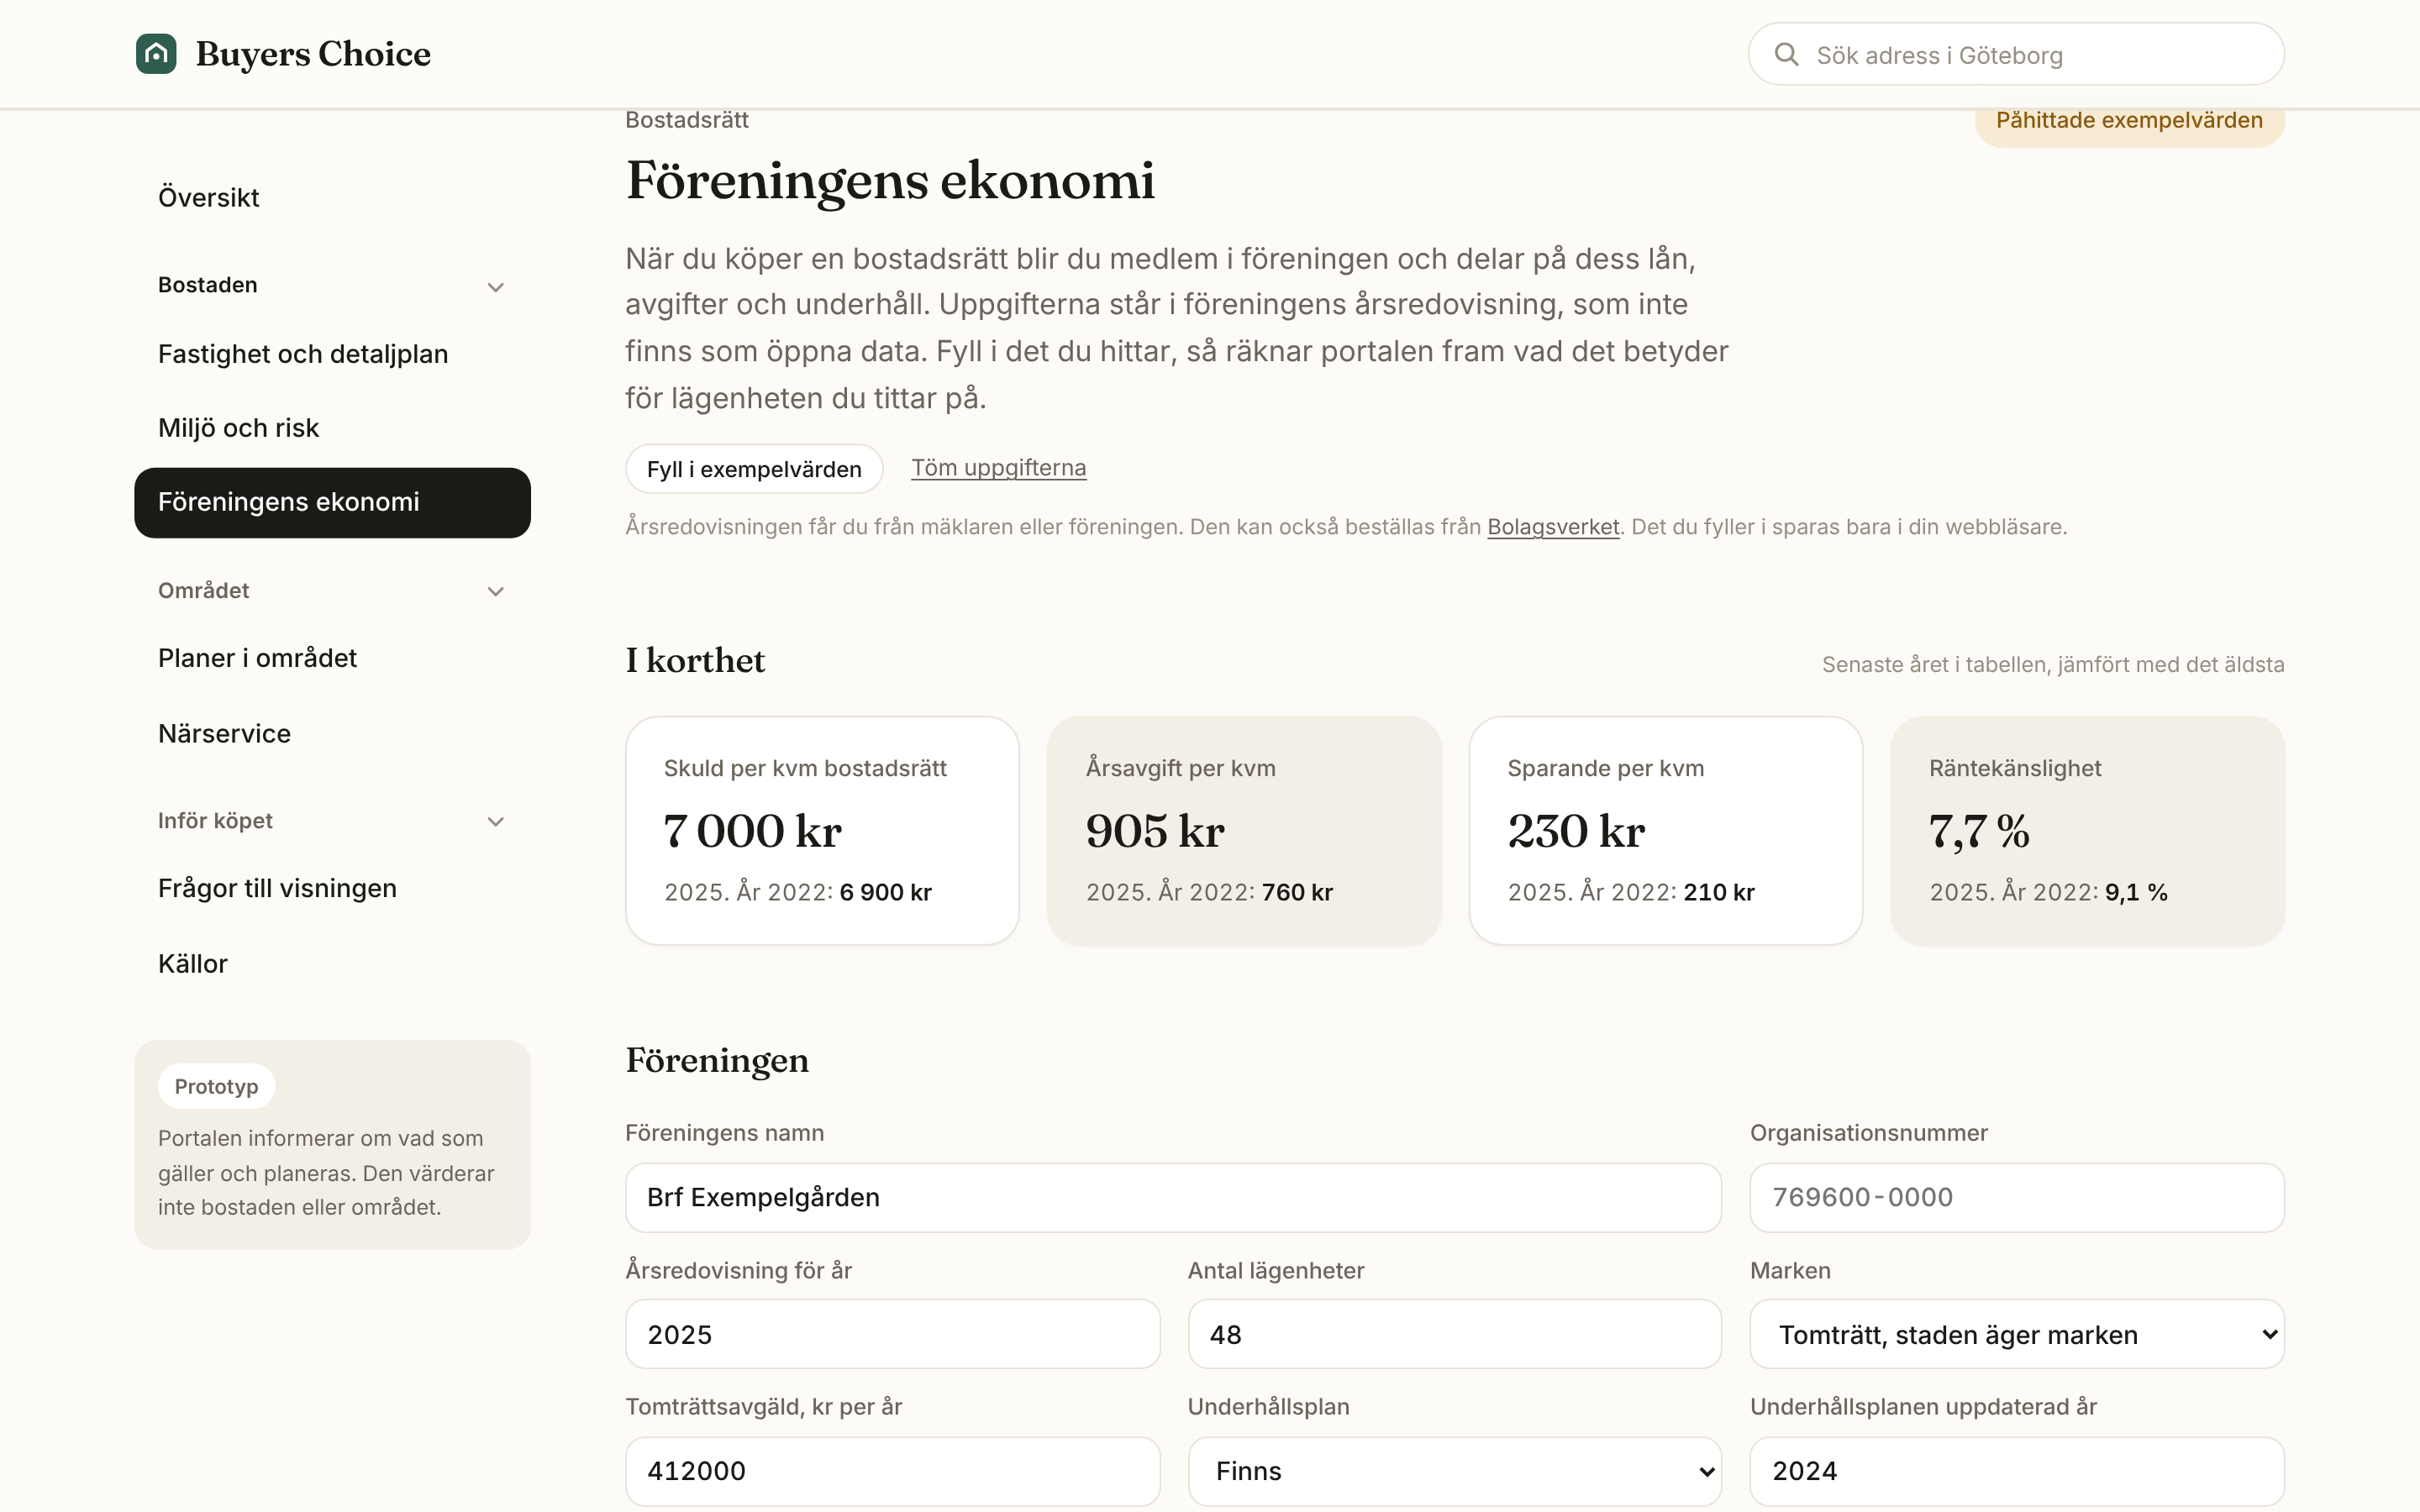 Buyers Choice
Sök adress i Göteborg
Översikt
Bostaden
Fastighet och detaljplan
Miljö och risk
Föreningens ekonomi
Området
Planer i området
Närservice
Inför köpet
Frågor till visningen
Källor
Prototyp
Portalen informerar om vad som
gäller och planeras. Den värderar
inte bostaden eller området.
Bostadsrätt
Påhittade exempelvärden
Föreningens ekonomi
När du köper en bostadsrätt blir du medlem i föreningen och delar på dess lån,
avgifter och underhåll. Uppgifterna står i föreningens årsredovisning, som inte
finns som öppna data. Fyll i det du hittar, så räknar portalen fram vad det betyder
för lägenheten du tittar på.
Fyll i exempelvärden
Töm uppgifterna
Årsredovisningen får du från mäklaren eller föreningen. Den kan också beställas från Bolagsverket. Det du fyller i sparas bara i din webbläsare.
I korthet
Senaste året i tabellen, jämfört med det äldsta
Skuld per kvm bostadsrätt
7 000 kr
2025. År 2022: 6 900 kr
Årsavgift per kvm
905 kr
2025. År 2022: 760 kr
Sparande per kvm
230 kr
2025. År 2022: 210 kr
Räntekänslighet
7,7 %
2025. År 2022: 9,1 %
Föreningen
Föreningens namn
Brf Exempelgården
Organisationsnummer
769600-0000
Årsredovisning för år
2025
Antal lägenheter
48
Marken
Tomträtt, staden äger marken
Tomträttsavgäld, kr per år
412000
Underhållsplan
Finns
Underhållsplanen uppdaterad år
2024